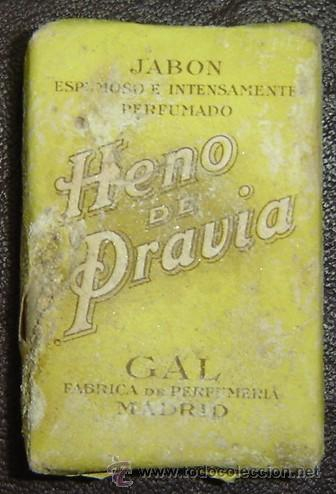 JABON
ESPUMOSO E INTENSAMENTE
PERFUMADO
Heno
DE
Pravia
GAL
FABRICA DE PERFUMERIA
MADRID
www.todocoleccion.net